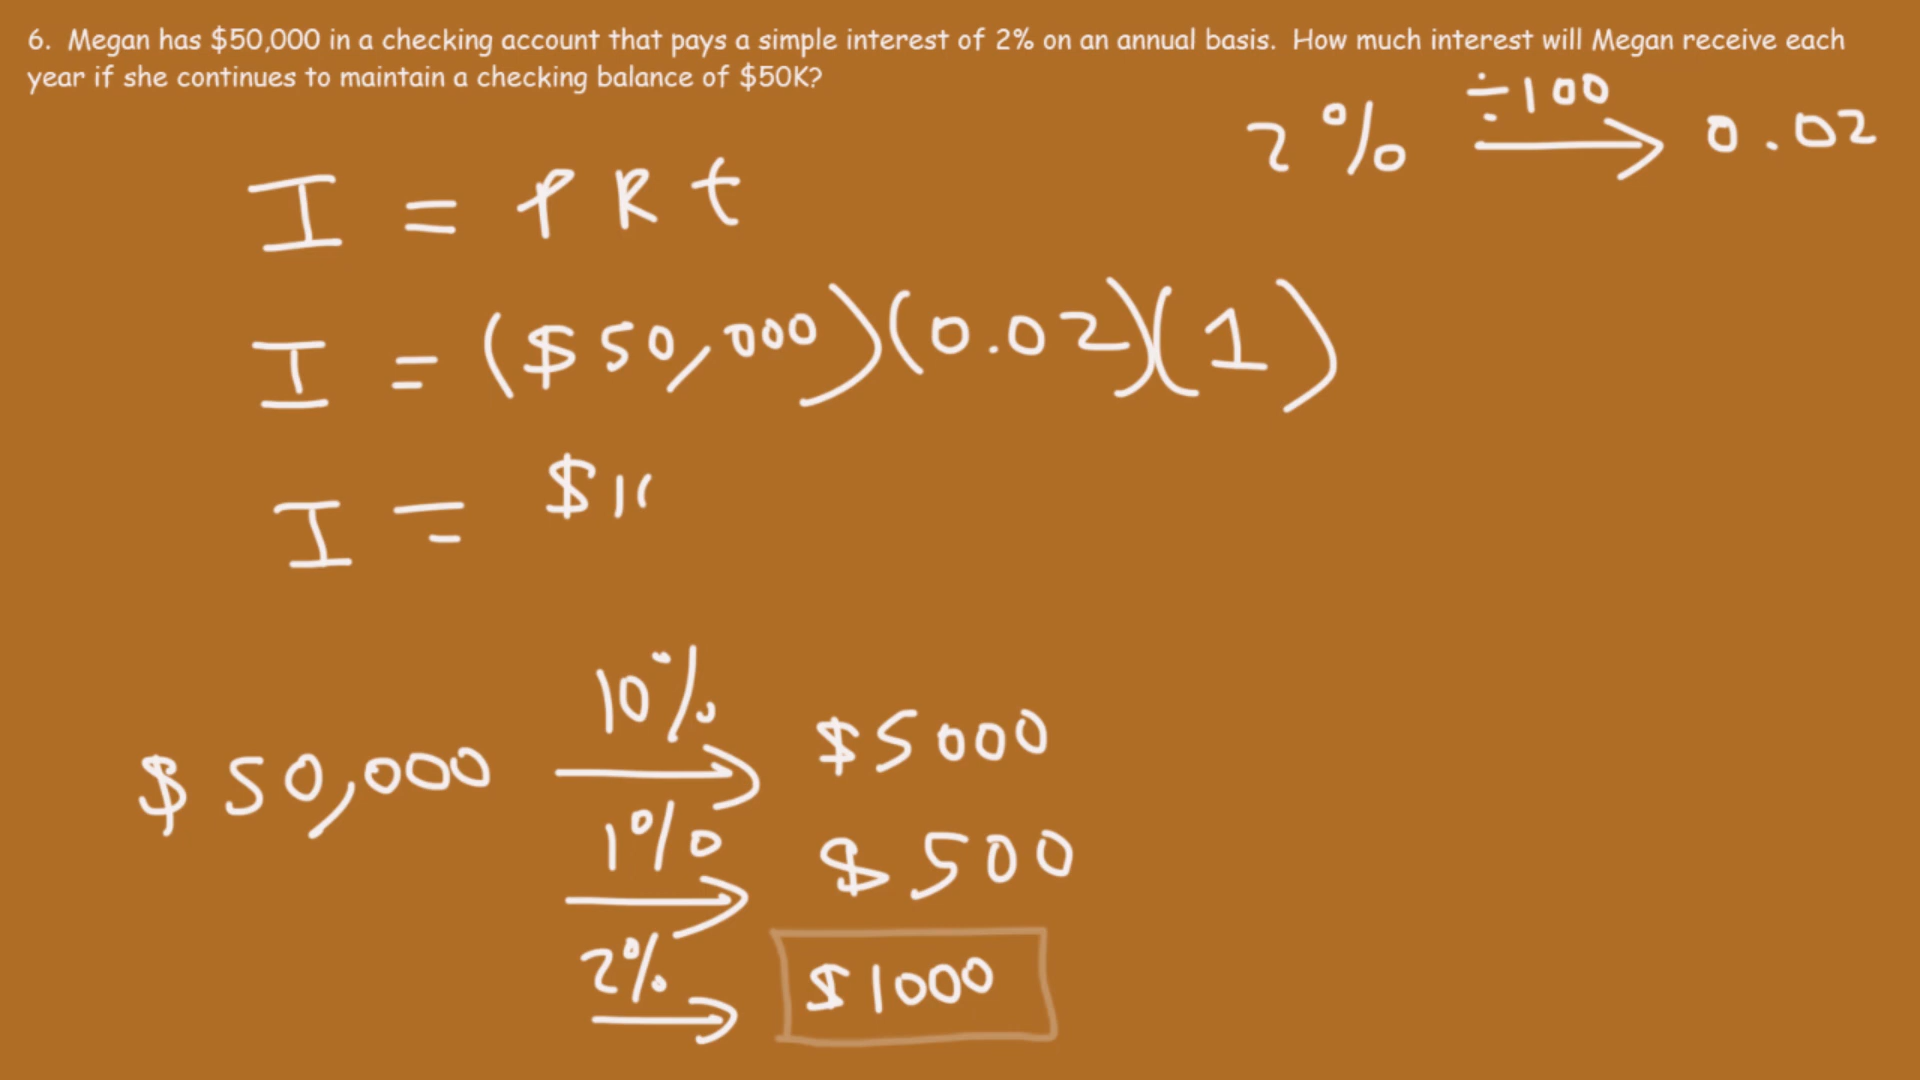 6. Megan has $50,000 in a checking account that pays a simple interest of 2% on an annual basis. How much interest will Megan receive each
year if she continues to maintain a checking balance of $50K?
÷100
2% → 0.02
I = PRt
I = ($50,000)(0.02)(1)
I = $1(
10%
$50,000 → $5000
1%
→ $500
2%
→ $1000